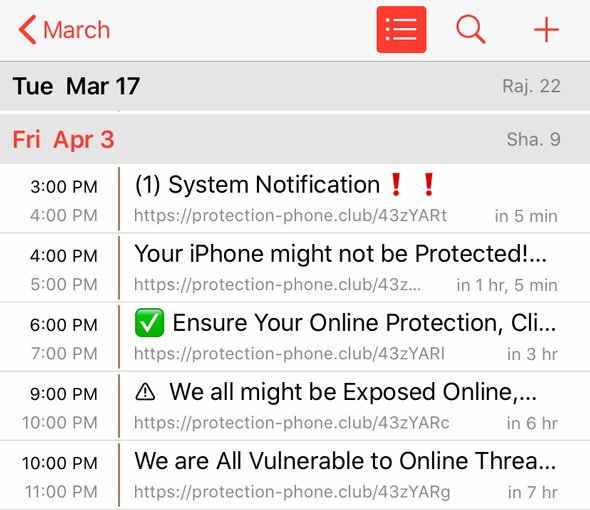 March
Tue Mar 17 Raj. 22
Fri Apr 3 Sha. 9
3:00 PM (1) System Notification❗❗
4:00 PM https://protection-phone.club/43zYARt in 5 min
4:00 PM Your iPhone might not be Protected!...
5:00 PM https://protection-phone.club/43z... in 1 hr, 5 min
6:00 PM ✅ Ensure Your Online Protection, Cli...
7:00 PM https://protection-phone.club/43zYARl in 3 hr
9:00 PM ⚠ We all might be Exposed Online,...
10:00 PM https://protection-phone.club/43zYARc in 6 hr
10:00 PM We are All Vulnerable to Online Threa...
11:00 PM https://protection-phone.club/43zYARg in 7 hr